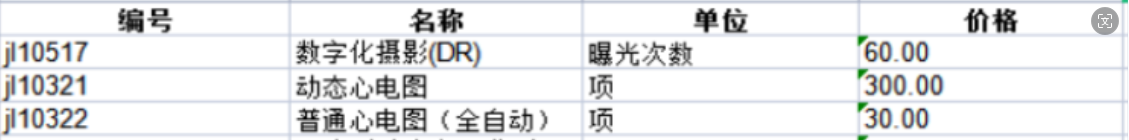 编号 名称 单位 价格
jl10517 数字化摄影(DR) 曝光次数 60.00
jl10321 动态心电图 项 300.00
jl10322 普通心电图（全自动） 项 30.00